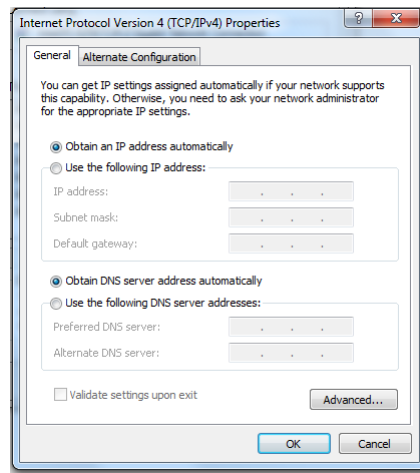 Internet Protocol Version 4 (TCP/IPv4) Properties
General
Alternate Configuration
You can get IP settings assigned automatically if your network supports
this capability. Otherwise, you need to ask your network administrator
for the appropriate IP settings.
Obtain an IP address automatically
Use the following IP address:
IP address:
Subnet mask:
Default gateway:
Obtain DNS server address automatically
Use the following DNS server addresses:
Preferred DNS server:
Alternate DNS server:
Validate settings upon exit
Advanced...
OK
Cancel